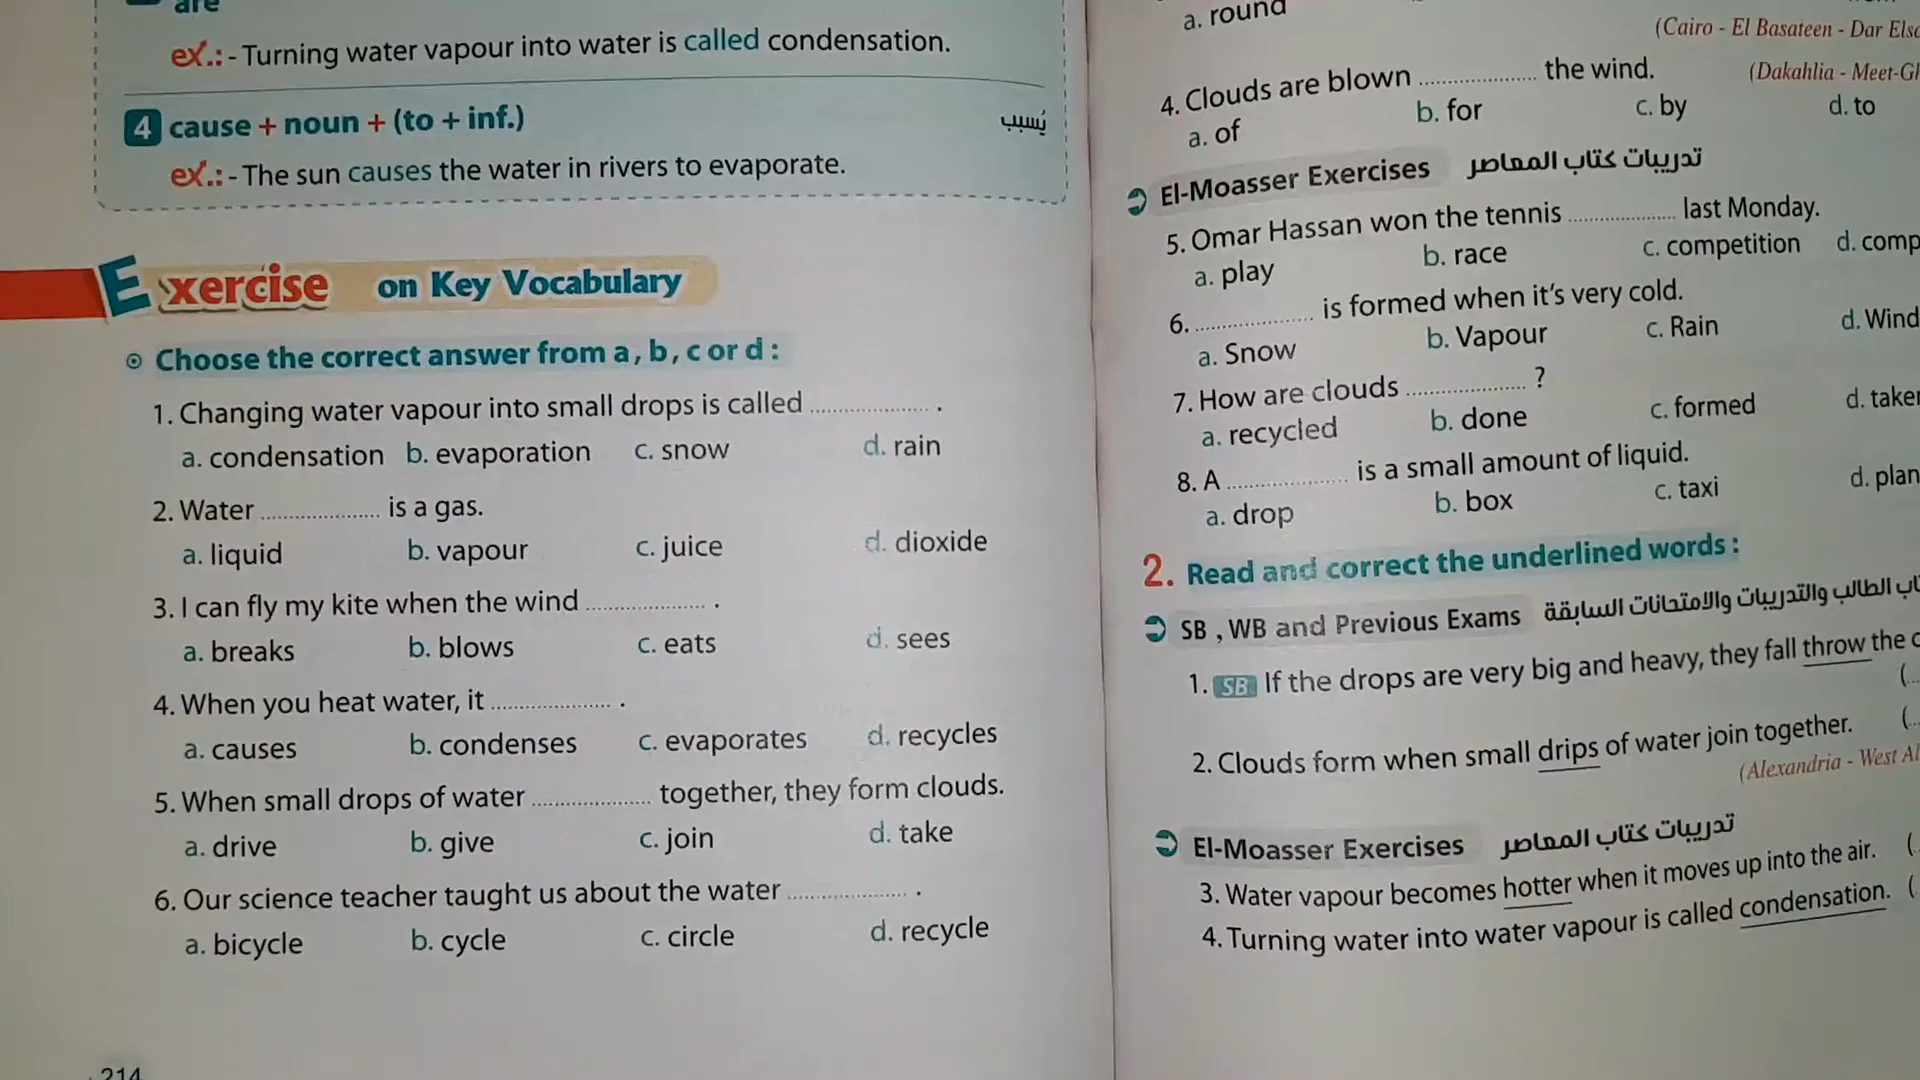 are
ex.: - Turning water vapour into water is called condensation.
4 cause + noun + (to + inf.) يُسبب
ex.: - The sun causes the water in rivers to evaporate.
Exercise on Key Vocabulary
Choose the correct answer from a, b, c or d :
1. Changing water vapour into small drops is called .................... .
a. condensation b. evaporation c. snow d. rain
2. Water .................... is a gas.
a. liquid b. vapour c. juice d. dioxide
3. I can fly my kite when the wind .................... .
a. breaks b. blows c. eats d. sees
4. When you heat water, it .................... .
a. causes b. condenses c. evaporates d. recycles
5. When small drops of water .................... together, they form clouds.
a. drive b. give c. join d. take
6. Our science teacher taught us about the water .................... .
a. bicycle b. cycle c. circle d. recycle
214
a. round
(Cairo - El Basateen - Dar
4. Clouds are blown .................... the wind. (Dakahlia -
a. of b. for c. by d. to
El-Moasser Exercises تدريبات كتاب المعاصر
5. Omar Hassan won the tennis .................... last Monday.
a. play b. race c. competition d. comp
6. .................... is formed when it's very cold.
a. Snow b. Vapour c. Rain d. Wind
7. How are clouds .................... ?
a. recycled b. done c. formed d. taken
8. A .................... is a small amount of liquid.
a. drop b. box c. taxi d. plan
2. Read and correct the underlined words :
SB , WB and Previous Exams الطالب والتدريبات والامتحانات السابقة
1. SB If the drops are very big and heavy, they fall throw the
(...
2. Clouds form when small drips of water join together. (...
(Alexandria - West
El-Moasser Exercises تدريبات كتاب المعاصر
3. Water vapour becomes hotter when it moves up into the air. (
4. Turning water into water vapour is called condensation. (